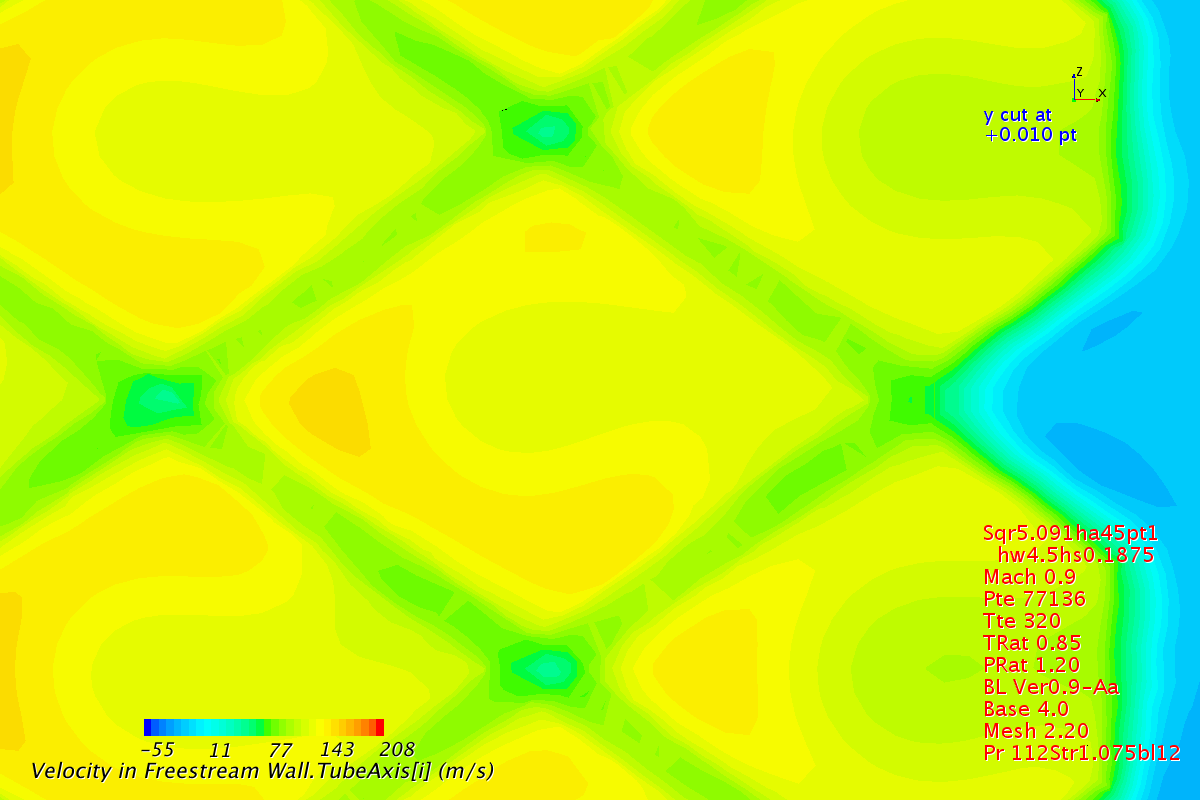 Z
Y X
y cut at
+0.010 pt
Sqr5.091ha45pt1
hw4.5hs0.1875
Mach 0.9
Pte 77136
Tte 320
TRat 0.85
PRat 1.20
BL Ver0.9-Aa
Base 4.0
Mesh 2.20
Pr 112Str1.075bl12
-55 11 77 143 208
Velocity in Freestream Wall.TubeAxis[i] (m/s)